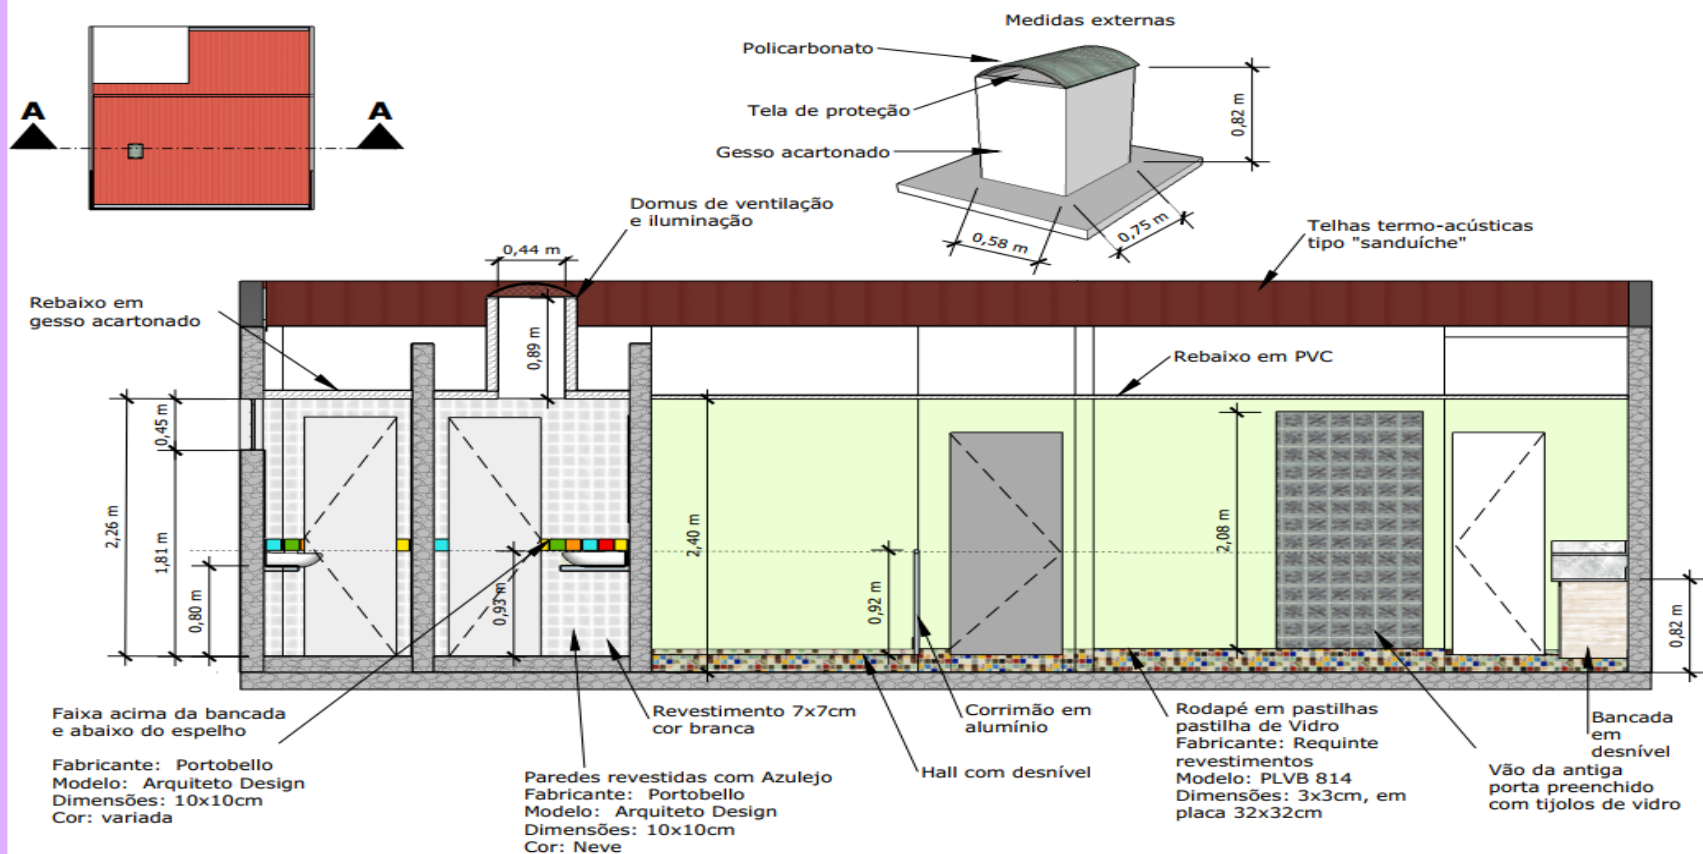 Medidas externas
Policarbonato
Tela de proteção
Gesso acartonado
0,82 m
0,58 m
0,75 m
A
A
Domus de ventilação
e iluminação
Telhas termo-acústicas
tipo "sanduíche"
0,44 m
Rebaixo em
gesso acartonado
0,89 m
Rebaixo em PVC
0,45 m
2,26 m
1,81 m
0,80 m
0,93 m
2,40 m
0,92 m
2,08 m
0,82 m
Faixa acima da bancada
e abaixo do espelho
Fabricante: Portobello
Modelo: Arquiteto Design
Dimensões: 10x10cm
Cor: variada
Revestimento 7x7cm
cor branca
Paredes revestidas com Azulejo
Fabricante: Portobello
Modelo: Arquiteto Design
Dimensões: 10x10cm
Cor: Neve
Corrimão em
alumínio
Hall com desnível
Rodapé em pastilhas
pastilha de Vidro
Fabricante: Requinte
revestimentos
Modelo: PLVB 814
Dimensões: 3x3cm, em
placa 32x32cm
Vão da antiga
porta preenchido
com tijolos de vidro
Bancada
em
desnível